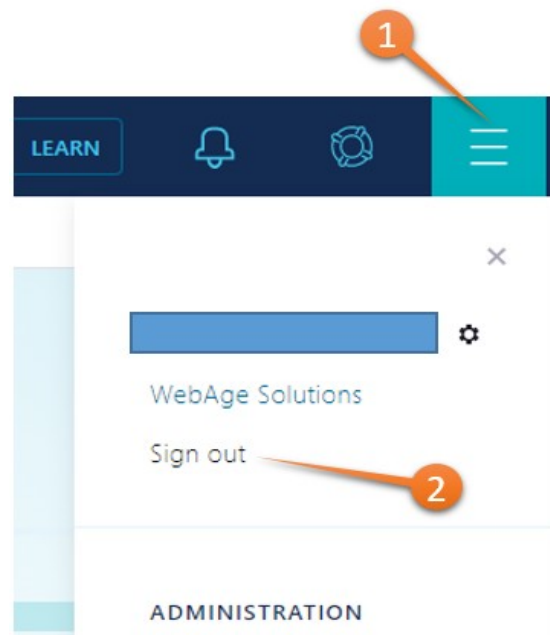 1
LEARN
WebAge Solutions
Sign out
2
ADMINISTRATION